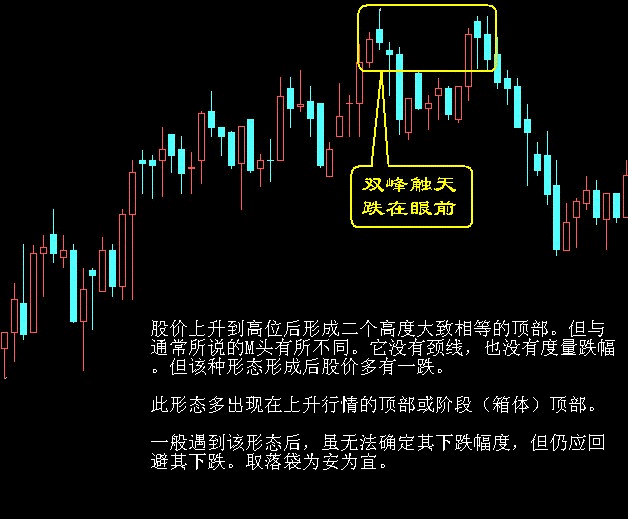 双峰触天
跌在眼前
股价上升到高位后形成二个高度大致相等的顶部。但与
通常所说的M头有所不同。它没有颈线，也没有度量跌幅
。但该种形态形成后股价多有一跌。
此形态多出现在上升行情的顶部或阶段（箱体）顶部。
一般遇到该形态后，虽无法确定其下跌幅度，但仍应回
避其下跌。取落袋为安为宜。